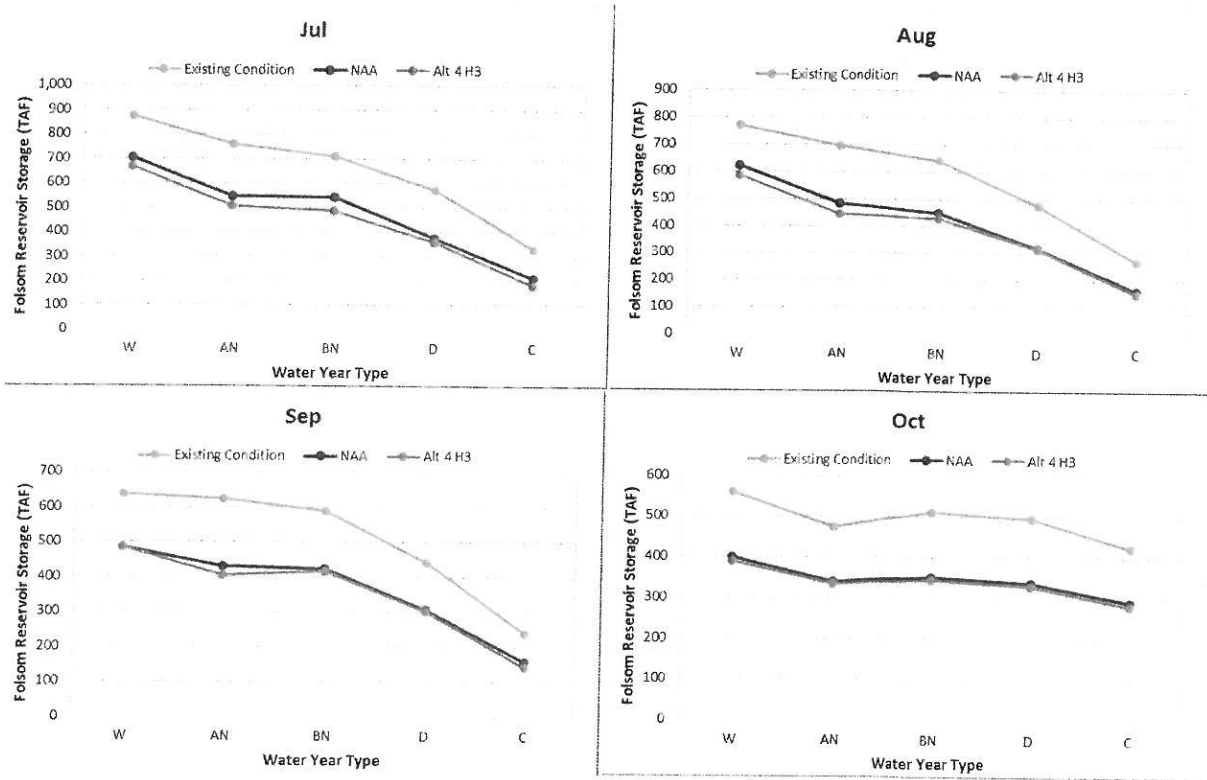 Jul
Existing Condition NAA Alt 4 H3
Folsom Reservoir Storage (TAF)
1,000
900
800
700
600
500
400
300
200
100
0
W AN BN D C
Water Year Type
Aug
Existing Condition NAA Alt 4 H3
Folsom Reservoir Storage (TAF)
900
800
700
600
500
400
300
200
100
0
W AN BN D C
Water Year Type
Sep
Existing Condition NAA Alt 4 H3
Folsom Reservoir Storage (TAF)
700
600
500
400
300
200
100
0
W AN BN D C
Water Year Type
Oct
Existing Condition NAA Alt 4 H3
Folsom Reservoir Storage (TAF)
600
500
400
300
200
100
0
W AN BN D C
Water Year Type